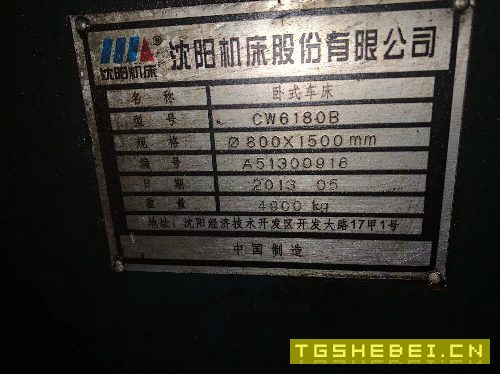 沈阳机床® 沈阳机床股份有限公司
名 称 卧式车床
型 号 CW6180B
规 格 Ø800X1500mm
编 号 A51300916
日 期 2013 05
重 量 4000 kg
地址:沈阳经济技术开发区开发大路17甲1号
中国制造
TGSHEBEI.CN